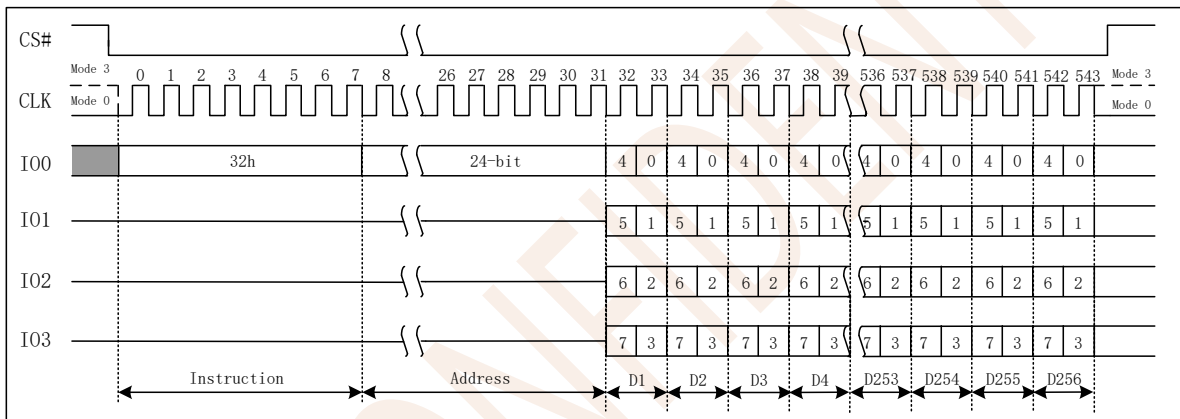 CS#
Mode 3 0 1 2 3 4 5 6 7 8 26 27 28 29 30 31 32 33 34 35 36 37 38 39 536 537 538 539 540 541 542 543 Mode 3
CLK Mode 0 Mode 0
IO0 32h 24-bit 4 0 4 0 4 0 4 0 4 0 4 0 4 0 4 0
IO1 5 1 5 1 5 1 5 1 5 1 5 1 5 1 5 1
IO2 6 2 6 2 6 2 6 2 6 2 6 2 6 2 6 2
IO3 7 3 7 3 7 3 7 3 7 3 7 3 7 3 7 3
Instruction Address D1 D2 D3 D4 D253 D254 D255 D256